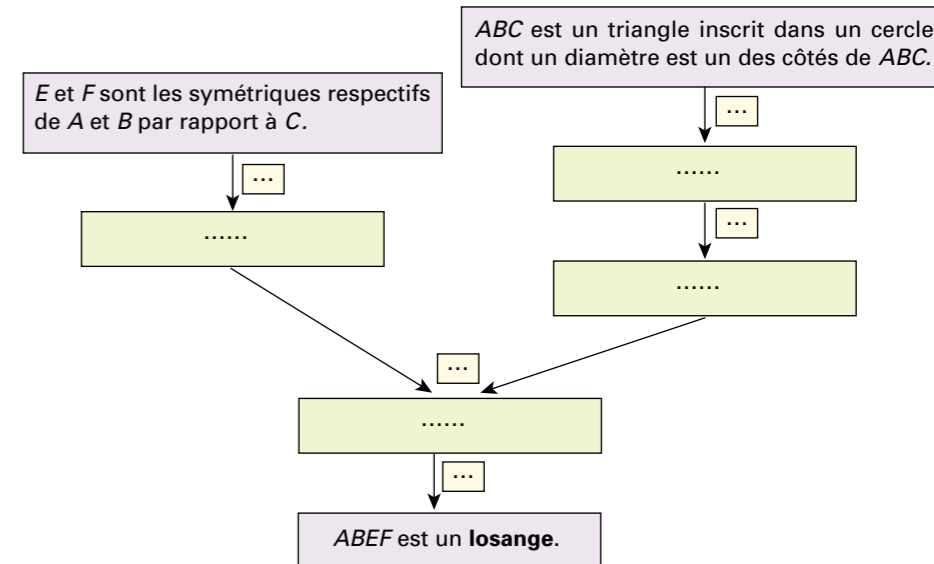 ABC est un triangle inscrit dans un cercle
dont un diamètre est un des côtés de ABC.
E et F sont les symétriques respectifs
de A et B par rapport à C.
...
...
......
...
......
...
......
...
......
...
ABEF est un losange.